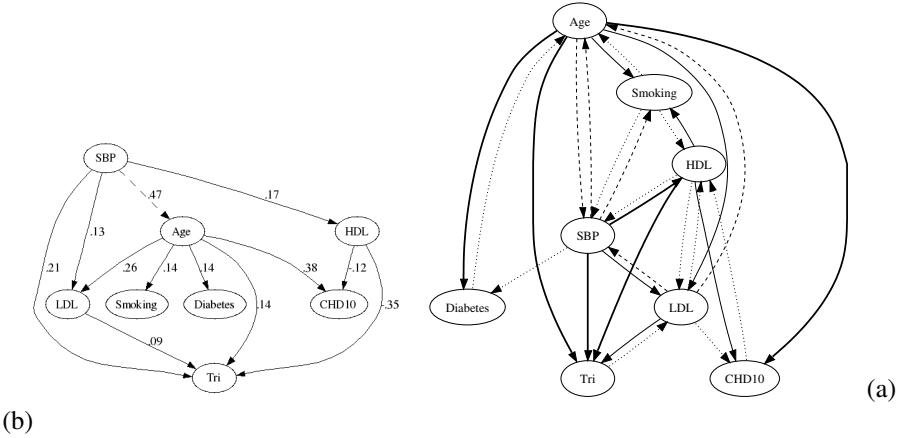 Age
Smoking
HDL
SBP
Diabetes
LDL
Tri
CHD10
(a)
SBP
.47
.17
.13
Age
HDL
.21
.26
.14
.14
.38
-.12
LDL
Smoking
Diabetes
CHD10
.14
-.35
.09
Tri
(b)